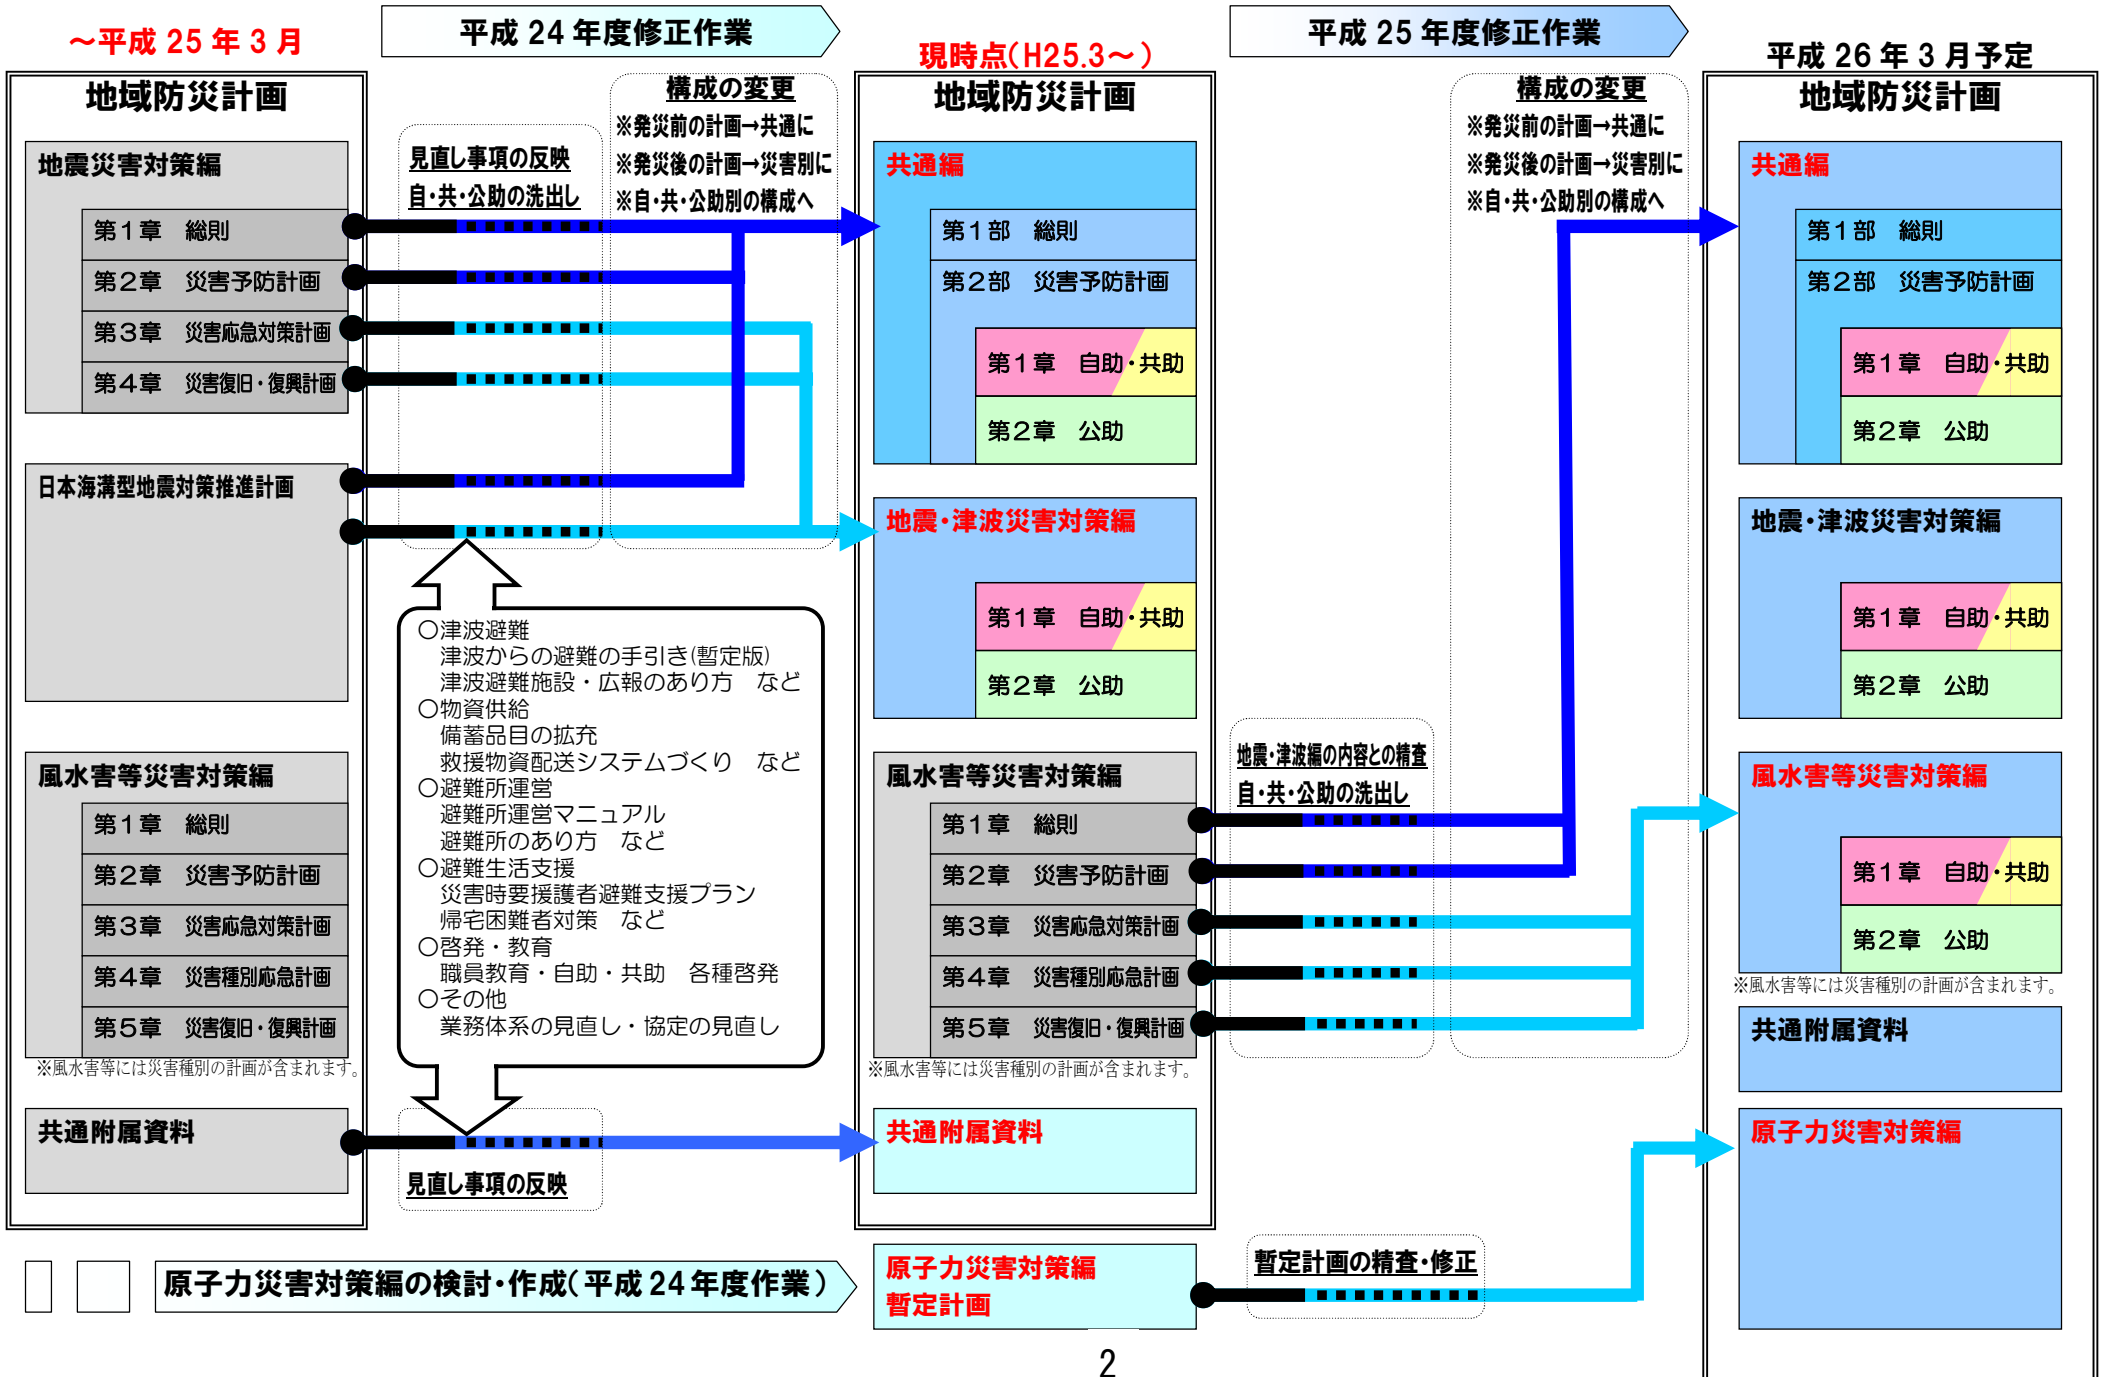 ～平成25年3月
平成24年度修正作業
現時点(H25.3～)
平成25年度修正作業
平成26年3月予定
地域防災計画
地震災害対策編
第1章　総則
第2章　災害予防計画
第3章　災害応急対策計画
第4章　災害復旧・復興計画
日本海溝型地震対策推進計画
風水害等災害対策編
第1章　総則
第2章　災害予防計画
第3章　災害応急対策計画
第4章　災害種別応急計画
第5章　災害復旧・復興計画
※風水害等には災害種別の計画が含まれます。
共通附属資料
見直し事項の反映
自・共・公助の洗出し
構成の変更
※発災前の計画→共通に
※発災後の計画→災害別に
※自・共・公助別の構成へ
○津波避難
津波からの避難の手引き(暫定版)
津波避難施設・広報のあり方　など
○物資供給
備蓄品目の拡充
救援物資配送システムづくり　など
○避難所運営
避難所運営マニュアル
避難所のあり方　など
○避難生活支援
災害時要援護者避難支援プラン
帰宅困難者対策　など
○啓発・教育
職員教育・自助・共助　各種啓発
○その他
業務体系の見直し・協定の見直し
見直し事項の反映
原子力災害対策編の検討・作成(平成24年度作業)
地域防災計画
共通編
第1部　総則
第2部　災害予防計画
第1章　自助・共助
第2章　公助
地震・津波災害対策編
第1章　自助・共助
第2章　公助
風水害等災害対策編
第1章　総則
第2章　災害予防計画
第3章　災害応急対策計画
第4章　災害種別応急計画
第5章　災害復旧・復興計画
※風水害等には災害種別の計画が含まれます。
共通附属資料
原子力災害対策編
暫定計画
構成の変更
※発災前の計画→共通に
※発災後の計画→災害別に
※自・共・公助別の構成へ
地震・津波編の内容との精査
自・共・公助の洗出し
暫定計画の精査・修正
地域防災計画
共通編
第1部　総則
第2部　災害予防計画
第1章　自助・共助
第2章　公助
地震・津波災害対策編
第1章　自助・共助
第2章　公助
風水害等災害対策編
第1章　自助・共助
第2章　公助
※風水害等には災害種別の計画が含まれます。
共通附属資料
原子力災害対策編
2